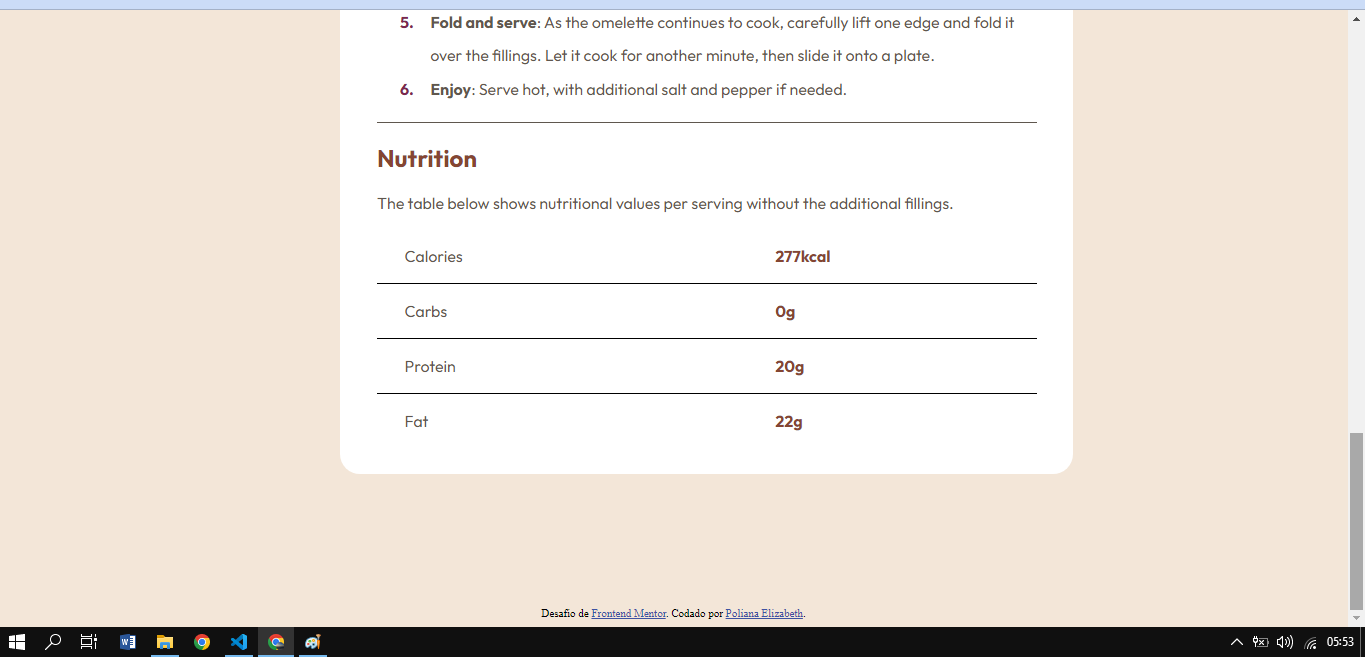 5. Fold and serve: As the omelette continues to cook, carefully lift one edge and fold it
over the fillings. Let it cook for another minute, then slide it onto a plate.
6. Enjoy: Serve hot, with additional salt and pepper if needed.
Nutrition
The table below shows nutritional values per serving without the additional fillings.
Calories 277kcal
Carbs 0g
Protein 20g
Fat 22g
Desafio de Frontend Mentor. Codado por Poliana Elizabeth.
05:53